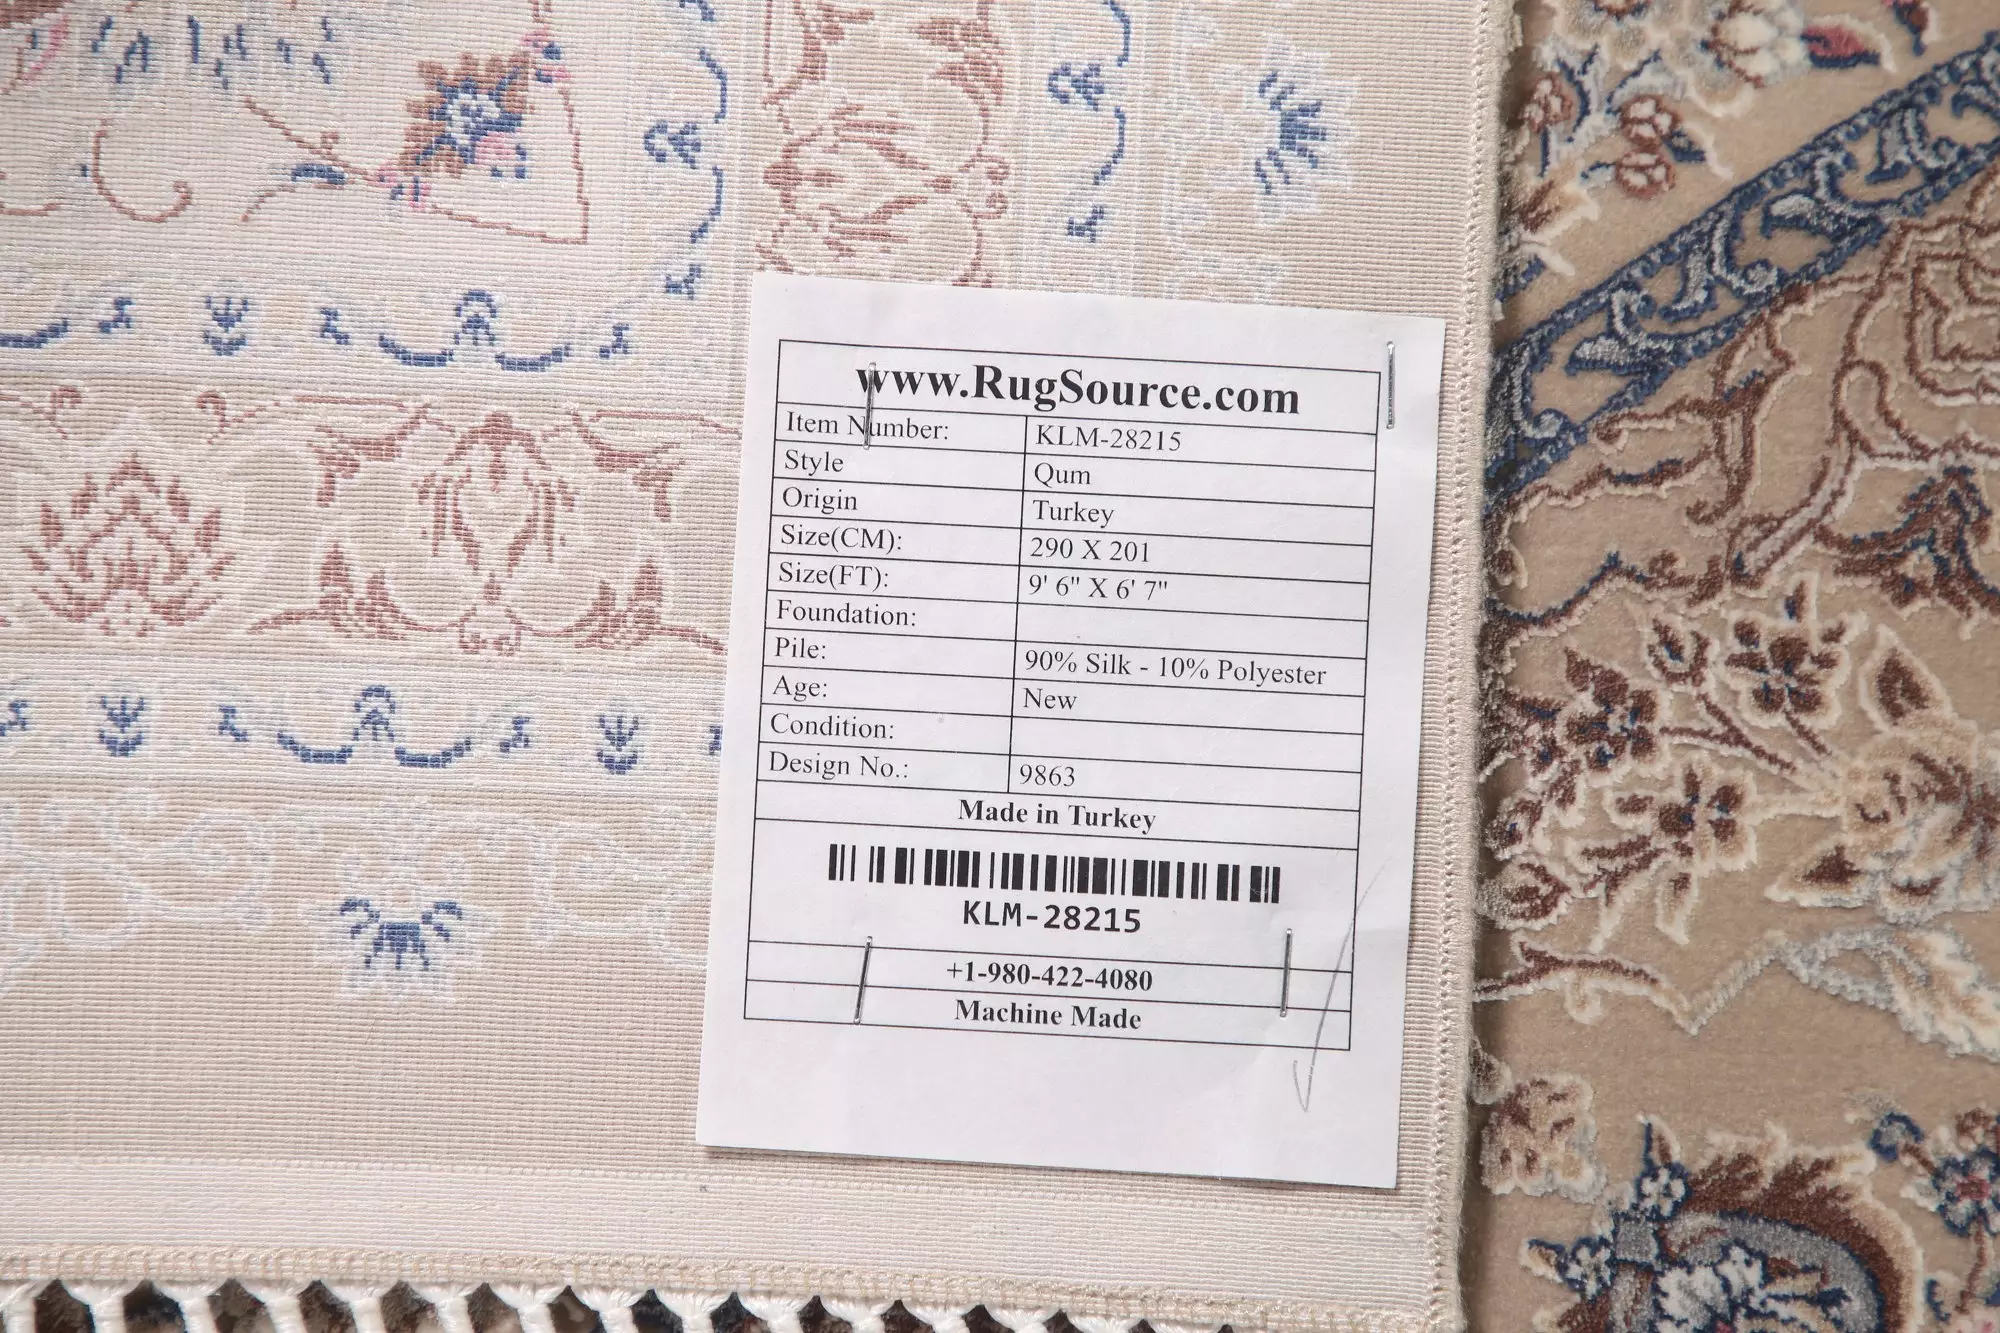 www.RugSource.com
Item Number: KLM-28215
Style Qum
Origin Turkey
Size(CM): 290 X 201
Size(FT): 9' 6" X 6' 7"
Foundation:
Pile: 90% Silk - 10% Polyester
Age: New
Condition:
Design No.: 9863
Made in Turkey
KLM-28215
+1-980-422-4080
Machine Made